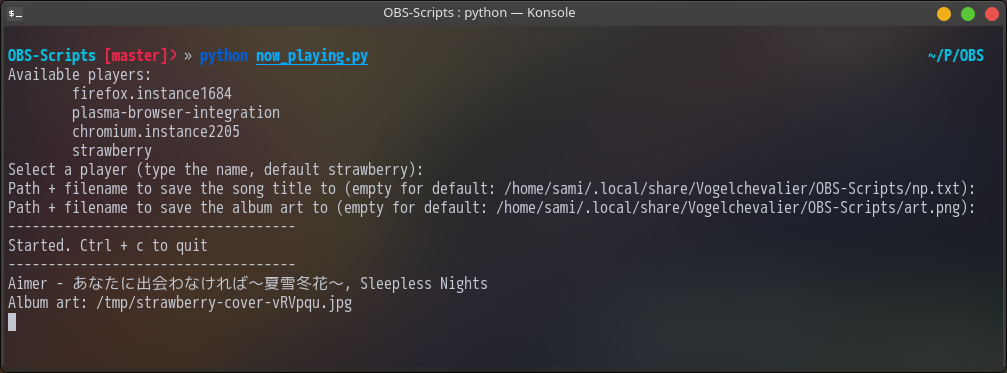 OBS-Scripts : python — Konsole
OBS-Scripts [master]> » python now_playing.py ~/P/OBS
Available players:
firefox.instance1684
plasma-browser-integration
chromium.instance2205
strawberry
Select a player (type the name, default strawberry):
Path + filename to save the song title to (empty for default: /home/sami/.local/share/Vogelchevalier/OBS-Scripts/np.txt):
Path + filename to save the album art to (empty for default: /home/sami/.local/share/Vogelchevalier/OBS-Scripts/art.png):
------------------------------------
Started. Ctrl + c to quit
------------------------------------
Aimer - あなたに出会わなければ～夏雪冬花～, Sleepless Nights
Album art: /tmp/strawberry-cover-vRVpqu.jpg